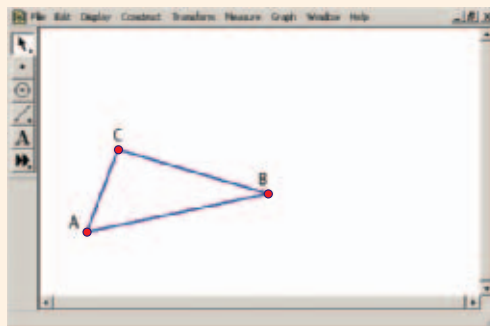 File Edit Display Construct Transform Measure Graph Window Help
C
B
A
A